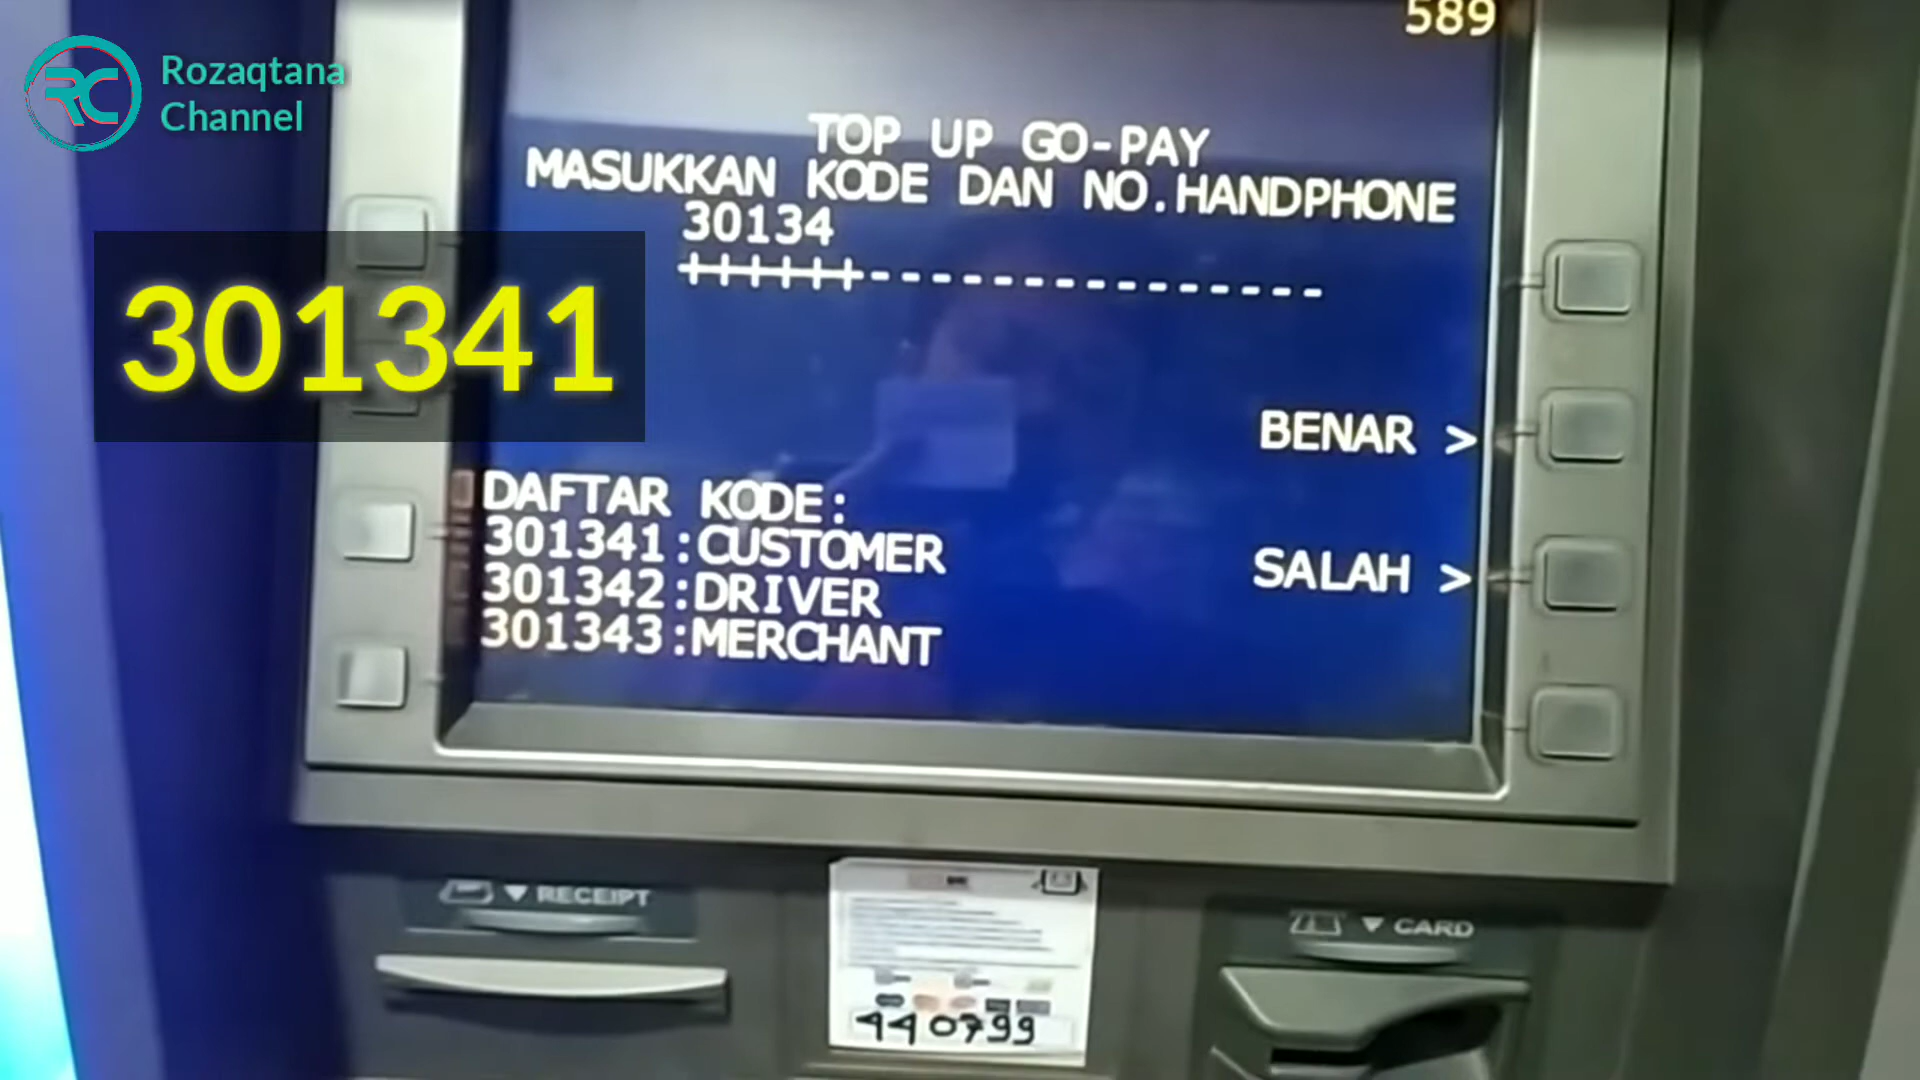 589
Rozaqtana
Channel
TOP UP GO-PAY
MASUKKAN KODE DAN NO.HANDPHONE
30134
301341
BENAR >
DAFTAR KODE:
301341:CUSTOMER
SALAH >
301342:DRIVER
301343:MERCHANT
RECEIPT
CARD
440799